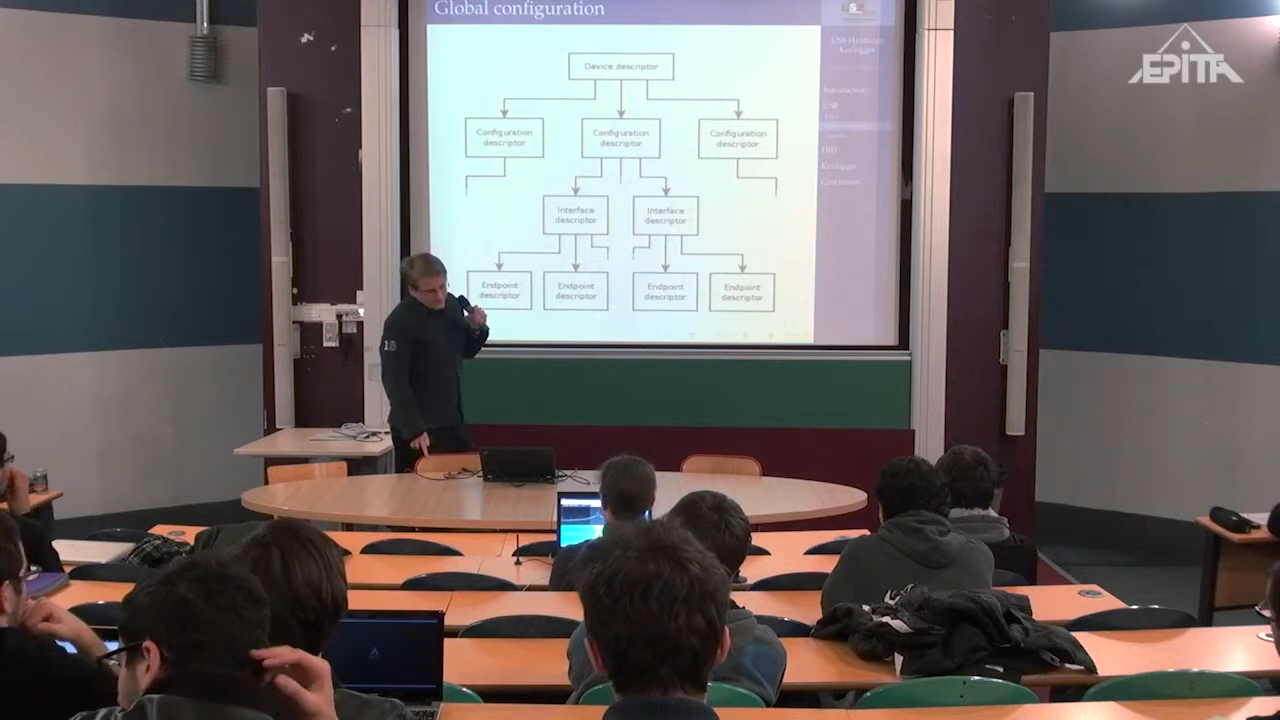 Global configuration
EPITA
USB Hardware
Keylogger
Introduction
USB
HID
Keylogger
Conclusion
Device descriptor
Configuration
descriptor
Configuration
descriptor
Configuration
descriptor
Interface
descriptor
Interface
descriptor
Endpoint
descriptor
Endpoint
descriptor
Endpoint
descriptor
Endpoint
descriptor
18